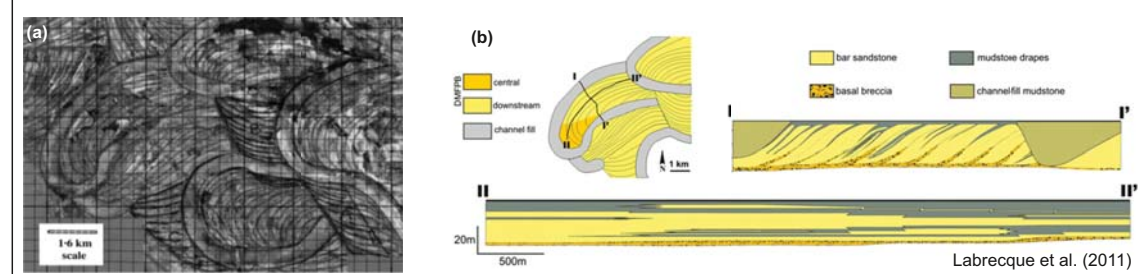 (a)
1·6 km
scale
(b)
DMFPB
central
downstream
channel fill
I
II'
I'
II
N
1 km
bar sandstone
mudstoxe drapes
basal breccia
channel-fill mudstone
I
I'
II
II'
20m
500m
Labrecque et al. (2011)